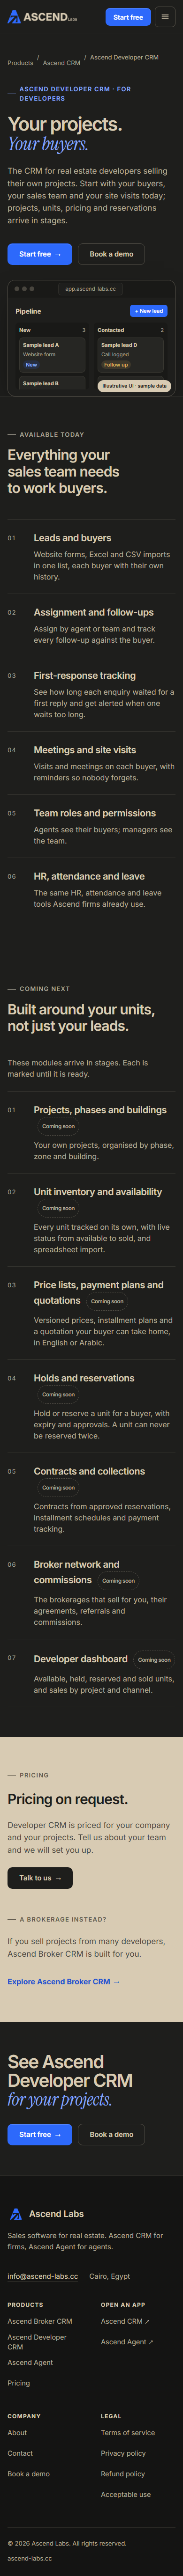 ASCENDLabs
Start free
Products / Ascend CRM / Ascend Developer CRM
ASCEND DEVELOPER CRM · FOR
DEVELOPERS
Your projects.
Your buyers.
The CRM for real estate developers selling
their own projects. Start with your buyers,
your sales team and your site visits today;
projects, units, pricing and reservations
arrive in stages.
Start free →
Book a demo
app.ascend-labs.cc
Pipeline
+ New lead
New 3
Contacted 2
Sample lead A
Website form
New
Sample lead D
Call logged
Follow up
Sample lead B
Illustrative UI · sample data
AVAILABLE TODAY
Everything your
sales team needs
to work buyers.
01 Leads and buyers
Website forms, Excel and CSV imports
in one list, each buyer with their own
history.
02 Assignment and follow-ups
Assign by agent or team and track
every follow-up against the buyer.
03 First-response tracking
See how long each enquiry waited for a
first reply and get alerted when one
waits too long.
04 Meetings and site visits
Visits and meetings on each buyer, with
reminders so nobody forgets.
05 Team roles and permissions
Agents see their buyers; managers see
the team.
06 HR, attendance and leave
The same HR, attendance and leave
tools Ascend firms already use.
COMING NEXT
Built around your units,
not just your leads.
These modules arrive in stages. Each is
marked until it is ready.
01 Projects, phases and buildings
Coming soon
Your own projects, organised by phase,
zone and building.
02 Unit inventory and availability
Coming soon
Every unit tracked on its own, with live
status from available to sold, and
spreadsheet import.
03 Price lists, payment plans and
quotations Coming soon
Versioned prices, installment plans and
a quotation your buyer can take home,
in English or Arabic.
04 Holds and reservations
Coming soon
Hold or reserve a unit for a buyer, with
expiry and approvals. A unit can never
be reserved twice.
05 Contracts and collections
Coming soon
Contracts from approved reservations,
installment schedules and payment
tracking.
06 Broker network and
commissions Coming soon
The brokerages that sell for you, their
agreements, referrals and
commissions.
07 Developer dashboard Coming soon
Available, held, reserved and sold units,
and sales by project and channel.
PRICING
Pricing on request.
Developer CRM is priced for your company
and your projects. Tell us about your team
and we will set you up.
Talk to us →
A BROKERAGE INSTEAD?
If you sell projects from many developers,
Ascend Broker CRM is built for you.
Explore Ascend Broker CRM →
See Ascend
Developer CRM
for your projects.
Start free →
Book a demo
Ascend Labs
Sales software for real estate. Ascend CRM for
firms, Ascend Agent for agents.
info@ascend-labs.cc Cairo, Egypt
PRODUCTS
Ascend Broker CRM
Ascend Developer
CRM
Ascend Agent
Pricing
OPEN AN APP
Ascend CRM ↗
Ascend Agent ↗
COMPANY
About
Contact
Book a demo
LEGAL
Terms of service
Privacy policy
Refund policy
Acceptable use
© 2026 Ascend Labs. All rights reserved.
ascend-labs.cc